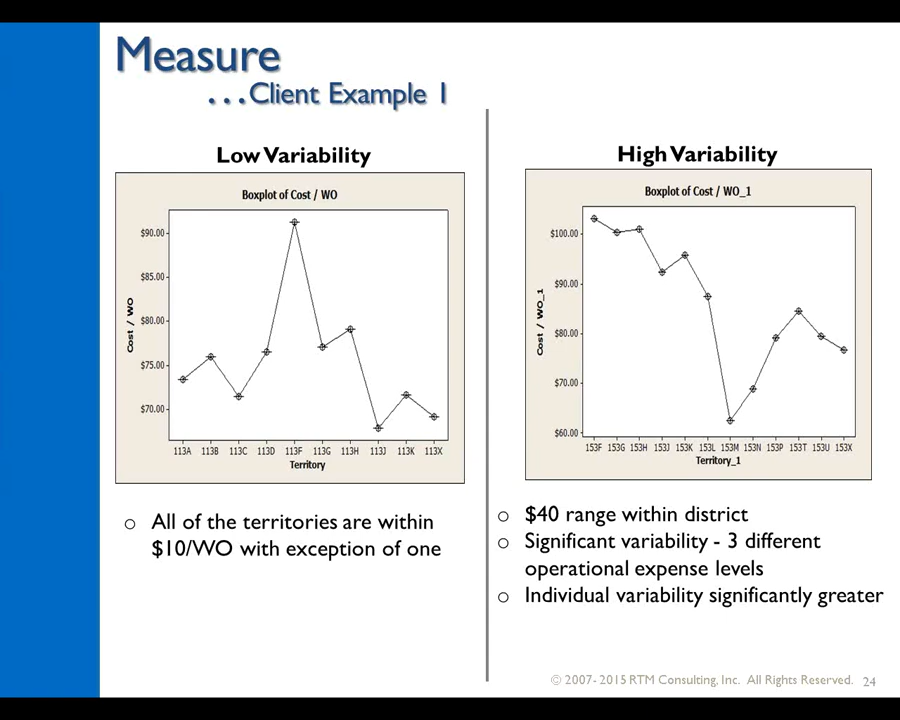 Measure
...Client Example 1
Low Variability
Boxplot of Cost / WO
$90.00
$85.00
$80.00
$75.00
$70.00
Cost / WO
113A 113B 113C 113D 113F 113G 113H 113J 113K 113X
Territory
o All of the territories are within
$10/WO with exception of one
High Variability
Boxplot of Cost / WO_1
$100.00
$90.00
$80.00
$70.00
$60.00
Cost / WO_1
153F 153G 153H 153J 153K 153L 153M 153N 153P 153T 153U 153X
Territory_1
o $40 range within district
o Significant variability - 3 different
operational expense levels
o Individual variability significantly greater
© 2007- 2015 RTM Consulting, Inc. All Rights Reserved. 24